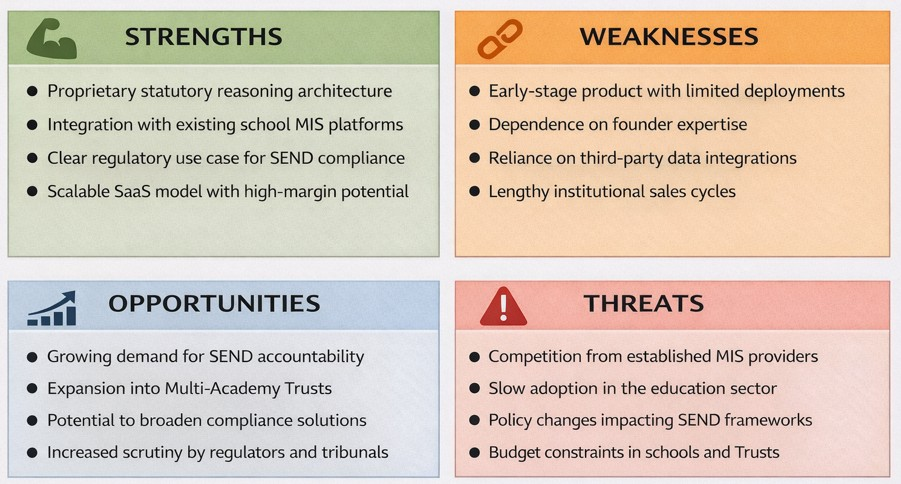 STRENGTHS
Proprietary statutory reasoning architecture
Integration with existing school MIS platforms
Clear regulatory use case for SEND compliance
Scalable SaaS model with high-margin potential
WEAKNESSES
Early-stage product with limited deployments
Dependence on founder expertise
Reliance on third-party data integrations
Lengthy institutional sales cycles
OPPORTUNITIES
Growing demand for SEND accountability
Expansion into Multi-Academy Trusts
Potential to broaden compliance solutions
Increased scrutiny by regulators and tribunals
THREATS
Competition from established MIS providers
Slow adoption in the education sector
Policy changes impacting SEND frameworks
Budget constraints in schools and Trusts